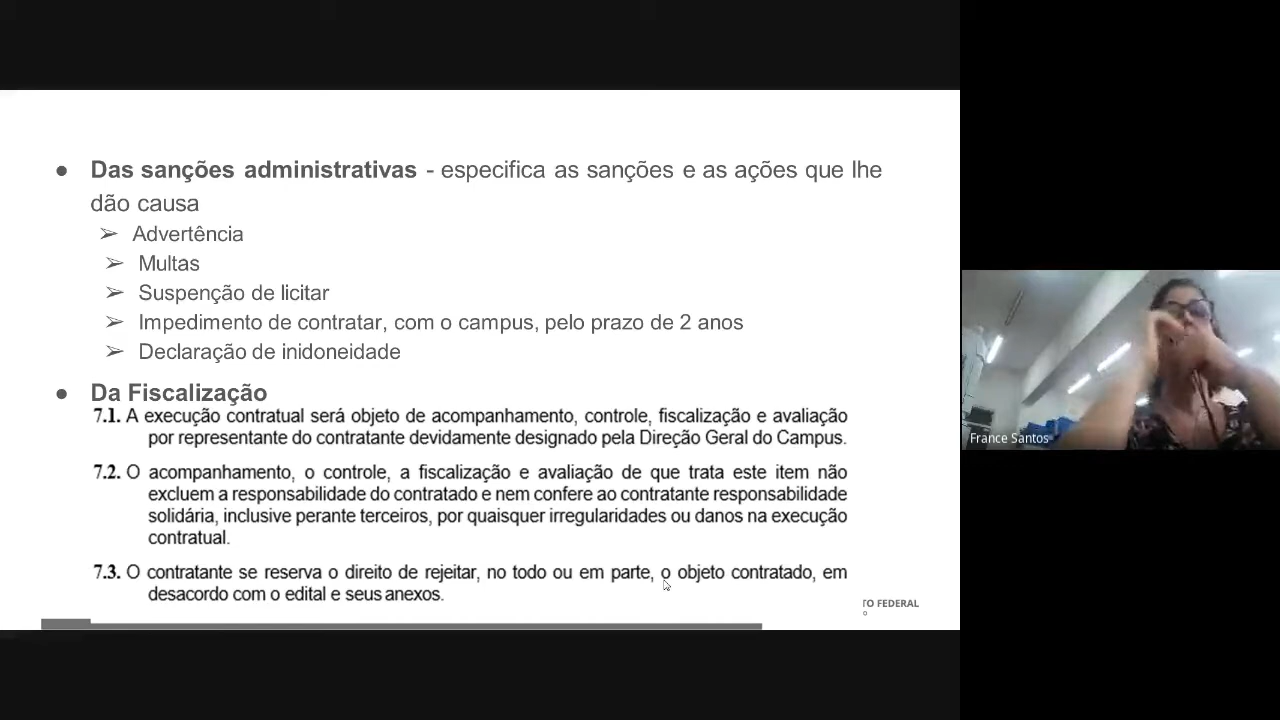 ● Das sanções administrativas - especifica as sanções e as ações que lhe
dão causa
➢ Advertência
➢ Multas
➢ Suspenção de licitar
➢ Impedimento de contratar, com o campus, pelo prazo de 2 anos
➢ Declaração de inidoneidade
● Da Fiscalização
7.1. A execução contratual será objeto de acompanhamento, controle, fiscalização e avaliação
por representante do contratante devidamente designado pela Direção Geral do Campus.
7.2. O acompanhamento, o controle, a fiscalização e avaliação de que trata este item não
excluem a responsabilidade do contratado e nem confere ao contratante responsabilidade
solidária, inclusive perante terceiros, por quaisquer irregularidades ou danos na execução
contratual.
7.3. O contratante se reserva o direito de rejeitar, no todo ou em parte, o objeto contratado, em
desacordo com o edital e seus anexos.
TO FEDERAL
o
France Santos